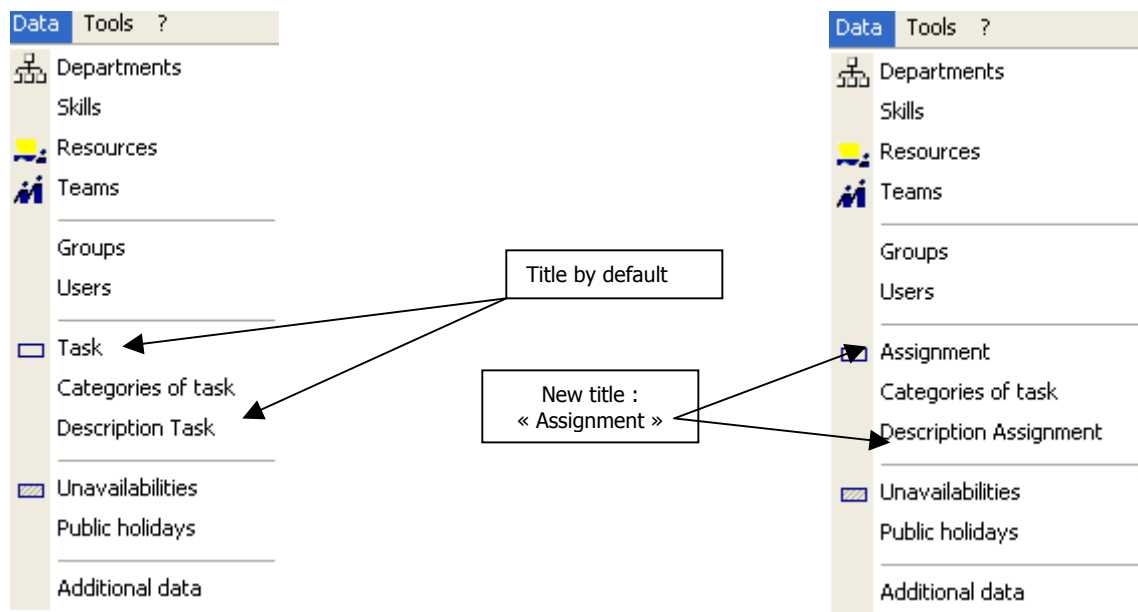 Data Tools ?
Departments
Skills
Resources
Teams
Groups
Users
Task
Categories of task
Description Task
Unavailabilities
Public holidays
Additional data
Title by default
New title :
« Assignment »
Data Tools ?
Departments
Skills
Resources
Teams
Groups
Users
Assignment
Categories of task
Description Assignment
Unavailabilities
Public holidays
Additional data